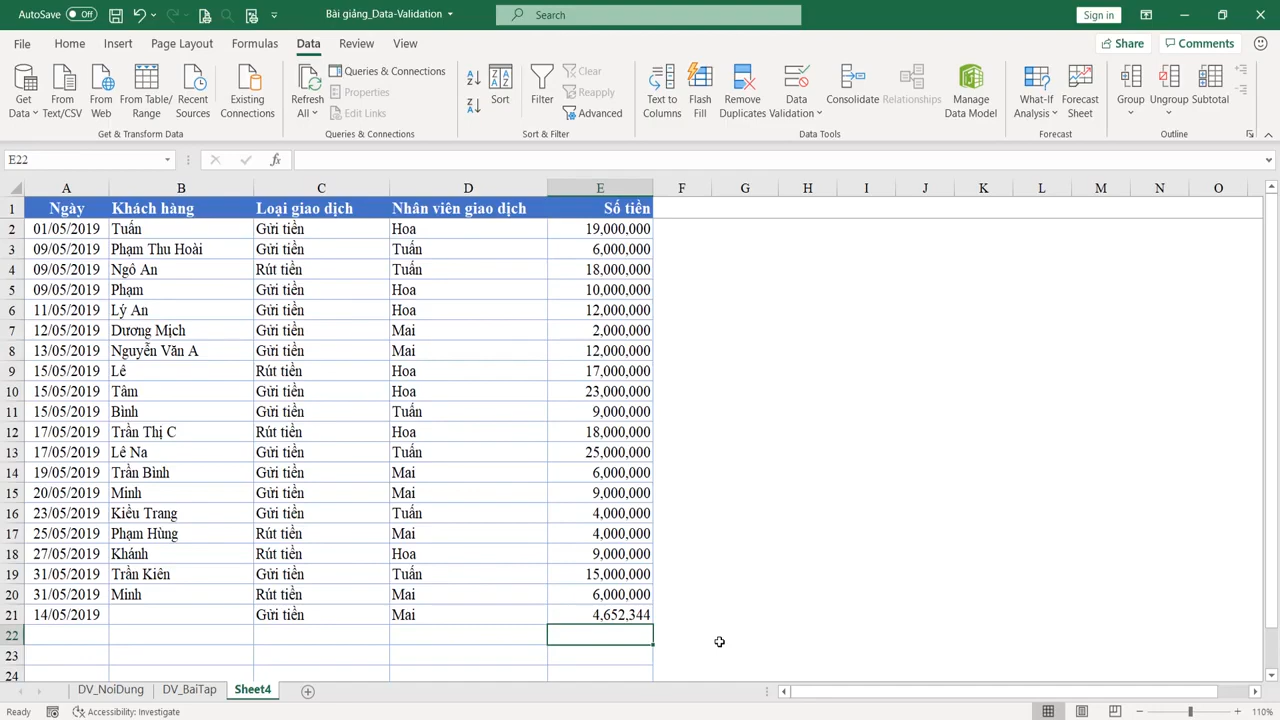 AutoSave Off Bài giảng_Data-Validation Search Sign in
File Home Insert Page Layout Formulas Data Review View Share Comments
Get Data From Text/CSV From Web From Table/Range Recent Sources Existing Connections
Refresh All Queries & Connections Properties Edit Links
Sort Filter Clear Reapply Advanced
Text to Columns Flash Fill Remove Duplicates Data Validation Consolidate Relationships Manage Data Model
What-If Analysis Forecast Sheet Group Ungroup Subtotal
Get & Transform Data Queries & Connections Sort & Filter Data Tools Forecast Outline
E22 fx
A B C D E F G H I J K L M N O
1 Ngày Khách hàng Loại giao dịch Nhân viên giao dịch Số tiền
2 01/05/2019 Tuấn Gửi tiền Hoa 19,000,000
3 09/05/2019 Phạm Thu Hoài Gửi tiền Tuấn 6,000,000
4 09/05/2019 Ngô An Rút tiền Tuấn 18,000,000
5 09/05/2019 Phạm Gửi tiền Hoa 10,000,000
6 11/05/2019 Lý An Gửi tiền Hoa 12,000,000
7 12/05/2019 Dương Mịch Gửi tiền Mai 2,000,000
8 13/05/2019 Nguyễn Văn A Gửi tiền Mai 12,000,000
9 15/05/2019 Lê Rút tiền Hoa 17,000,000
10 15/05/2019 Tâm Gửi tiền Hoa 23,000,000
11 15/05/2019 Bình Gửi tiền Tuấn 9,000,000
12 17/05/2019 Trần Thị C Rút tiền Hoa 18,000,000
13 17/05/2019 Lê Na Gửi tiền Tuấn 25,000,000
14 19/05/2019 Trần Bình Gửi tiền Mai 6,000,000
15 20/05/2019 Minh Gửi tiền Mai 9,000,000
16 23/05/2019 Kiều Trang Gửi tiền Tuấn 4,000,000
17 25/05/2019 Phạm Hùng Rút tiền Mai 4,000,000
18 27/05/2019 Khánh Rút tiền Hoa 9,000,000
19 31/05/2019 Trần Kiên Gửi tiền Tuấn 15,000,000
20 31/05/2019 Minh Rút tiền Mai 6,000,000
21 14/05/2019 Gửi tiền Mai 4,652,344
22
23
24
DV_NoiDung DV_BaiTap Sheet4
Ready Accessibility: Investigate 110%